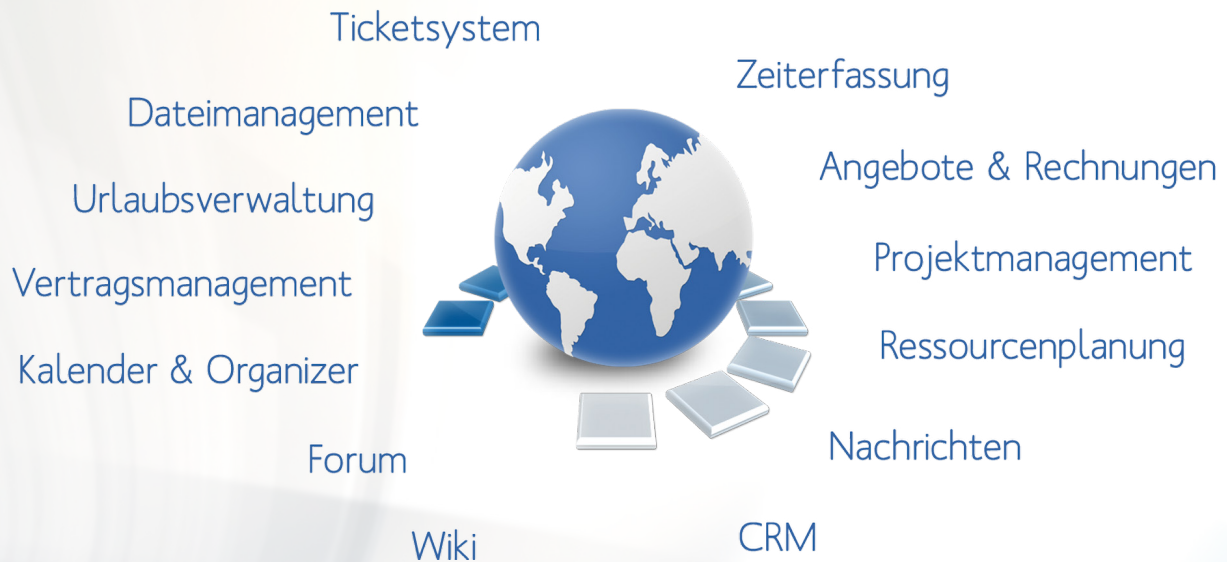 Ticketsystem
Zeiterfassung
Dateimanagement
Angebote & Rechnungen
Urlaubsverwaltung
Projektmanagement
Vertragsmanagement
Ressourcenplanung
Kalender & Organizer
Nachrichten
Forum
CRM
Wiki